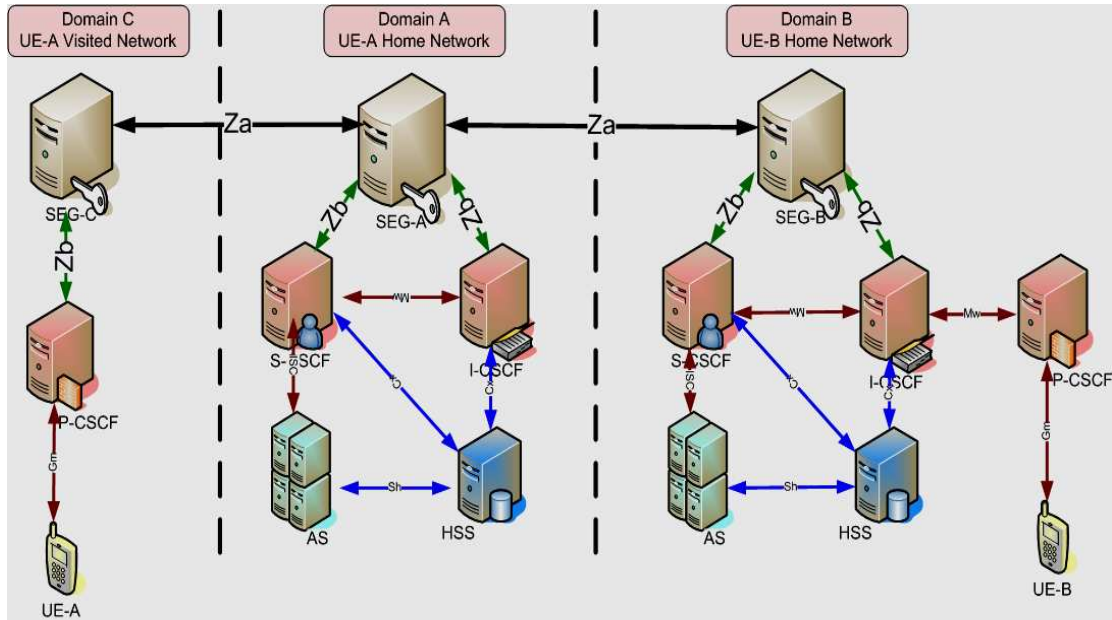 Domain C
UE-A Visited Network
Domain A
UE-A Home Network
Domain B
UE-B Home Network
Za
Za
SEG-C
SEG-A
SEG-B
Zb
Zb
Zb
Zb
Zb
Mw
Mw
Mw
S-CSCF
I-CSCF
S-CSCF
I-CSCF
P-CSCF
P-CSCF
ISC
Cx
Cx
ISC
Cx
Cx
Gm
Gm
Sh
Sh
AS
HSS
AS
HSS
UE-A
UE-B